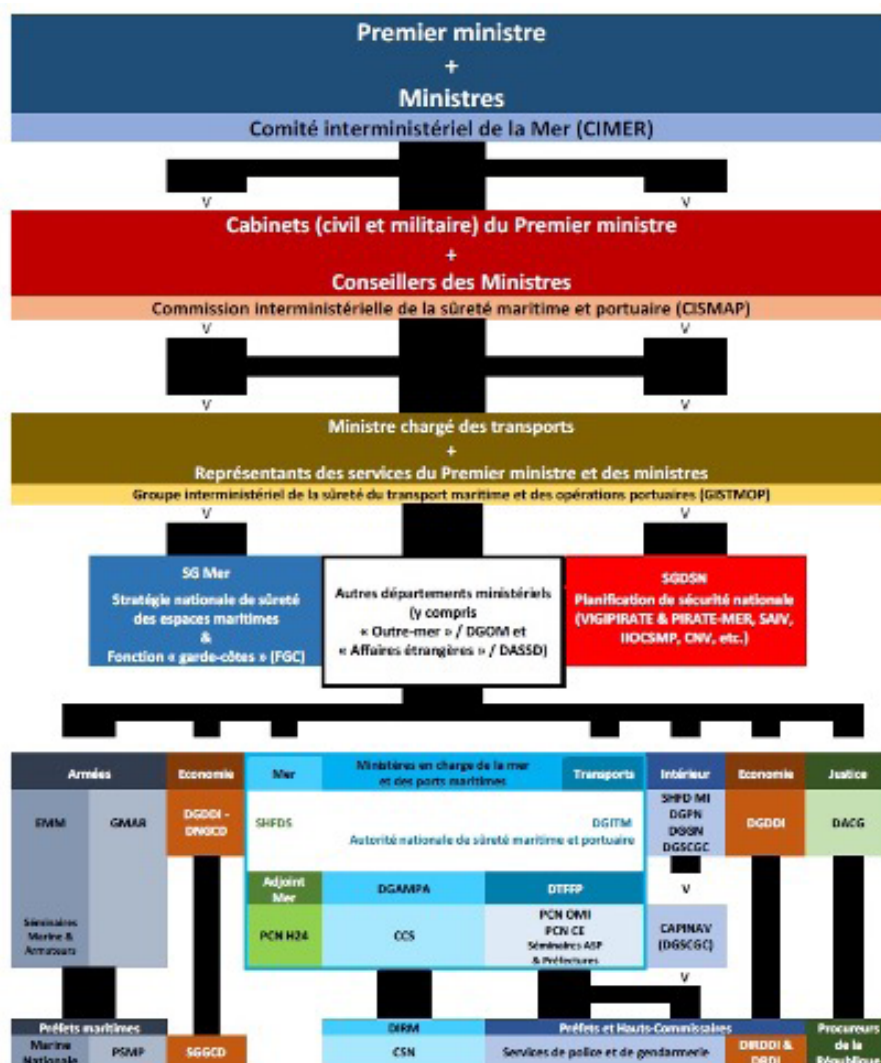 Premier ministre
+
Ministres
Comité interministériel de la Mer (CIMER)
V V
Cabinets (civil et militaire) du Premier ministre
+
Conseillers des Ministres
Commission interministérielle de la sûreté maritime et portuaire (CISMAP)
V V
V V
Ministre chargé des transports
+
Représentants des services du Premier ministre et des ministres
Groupe interministériel de la sûreté du transport maritime et des opérations portuaires (GISTMOP)
V V
SG Mer
Stratégie nationale de sûreté
des espaces maritimes
&
Fonction « garde-côtes » (FGC)
Autres départements ministériels
(y compris
« Outre-mer » / DGOM et
« Affaires étrangères » / DASSD)
SGDSN
Planification de sécurité nationale
(VIGIPIRATE & PIRATE-MER, SAIV,
IIOCSMP, CNV, etc.)
Armées
EMM
GMAR
Séminaires
Marine &
Armateurs
Economie
DGDDI -
DNGCD
Mer
Ministères en charge de la mer
et des ports maritimes
Transports
SHFDS
DGITM
Autorité nationale de sûreté maritime et portuaire
Adjoint
Mer
DGAMPA
DTFFP
PCN H24
CCS
PCN OMI
PCN CE
Séminaires ASP
& Préfectures
Intérieur
SHFD MI
DGPN
DGGN
DGSCGC
V
CAPINAV
(DGSCGC)
V
Economie
DGDDI
Justice
DACG
Préfets maritimes
Marine
Nationale
PSMP
SGGCD
DIRM
CSN
Préfets et Hauts-Commissaires
Services de police et de gendarmerie
DIRDDI &
DRDI
Procureurs
de la
République